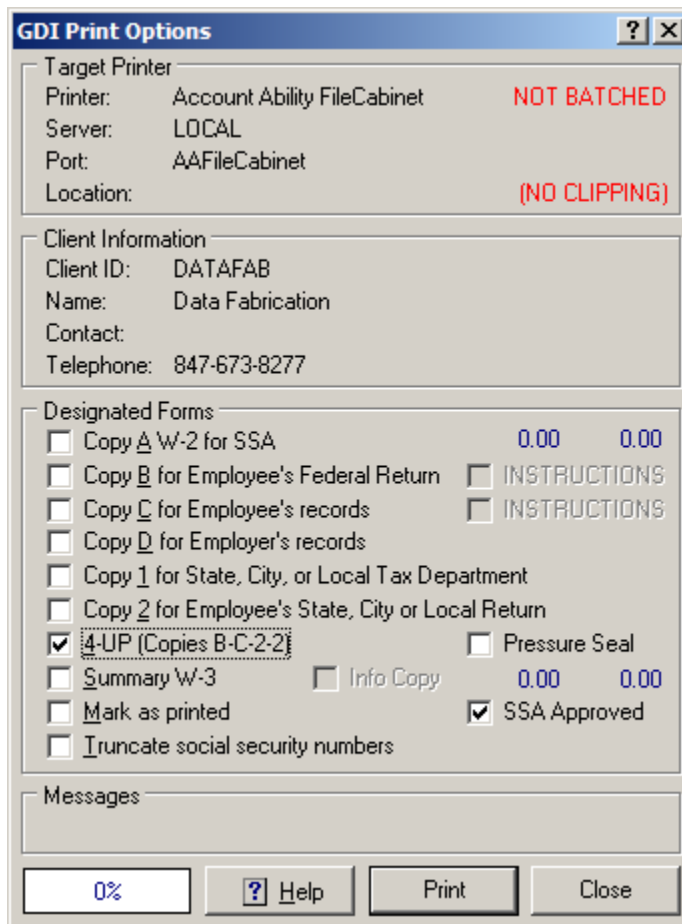 GDI Print Options
Target Printer
Printer: Account Ability FileCabinet NOT BATCHED
Server: LOCAL
Port: AAFileCabinet
Location: (NO CLIPPING)
Client Information
Client ID: DATAFAB
Name: Data Fabrication
Contact:
Telephone: 847-673-8277
Designated Forms
Copy A W-2 for SSA 0.00 0.00
Copy B for Employee's Federal Return INSTRUCTIONS
Copy C for Employee's records INSTRUCTIONS
Copy D for Employer's records
Copy 1 for State, City, or Local Tax Department
Copy 2 for Employee's State, City or Local Return
4-UP (Copies B-C-2-2) Pressure Seal
Summary W-3 Info Copy 0.00 0.00
Mark as printed SSA Approved
Truncate social security numbers
Messages
0% ? Help Print Close